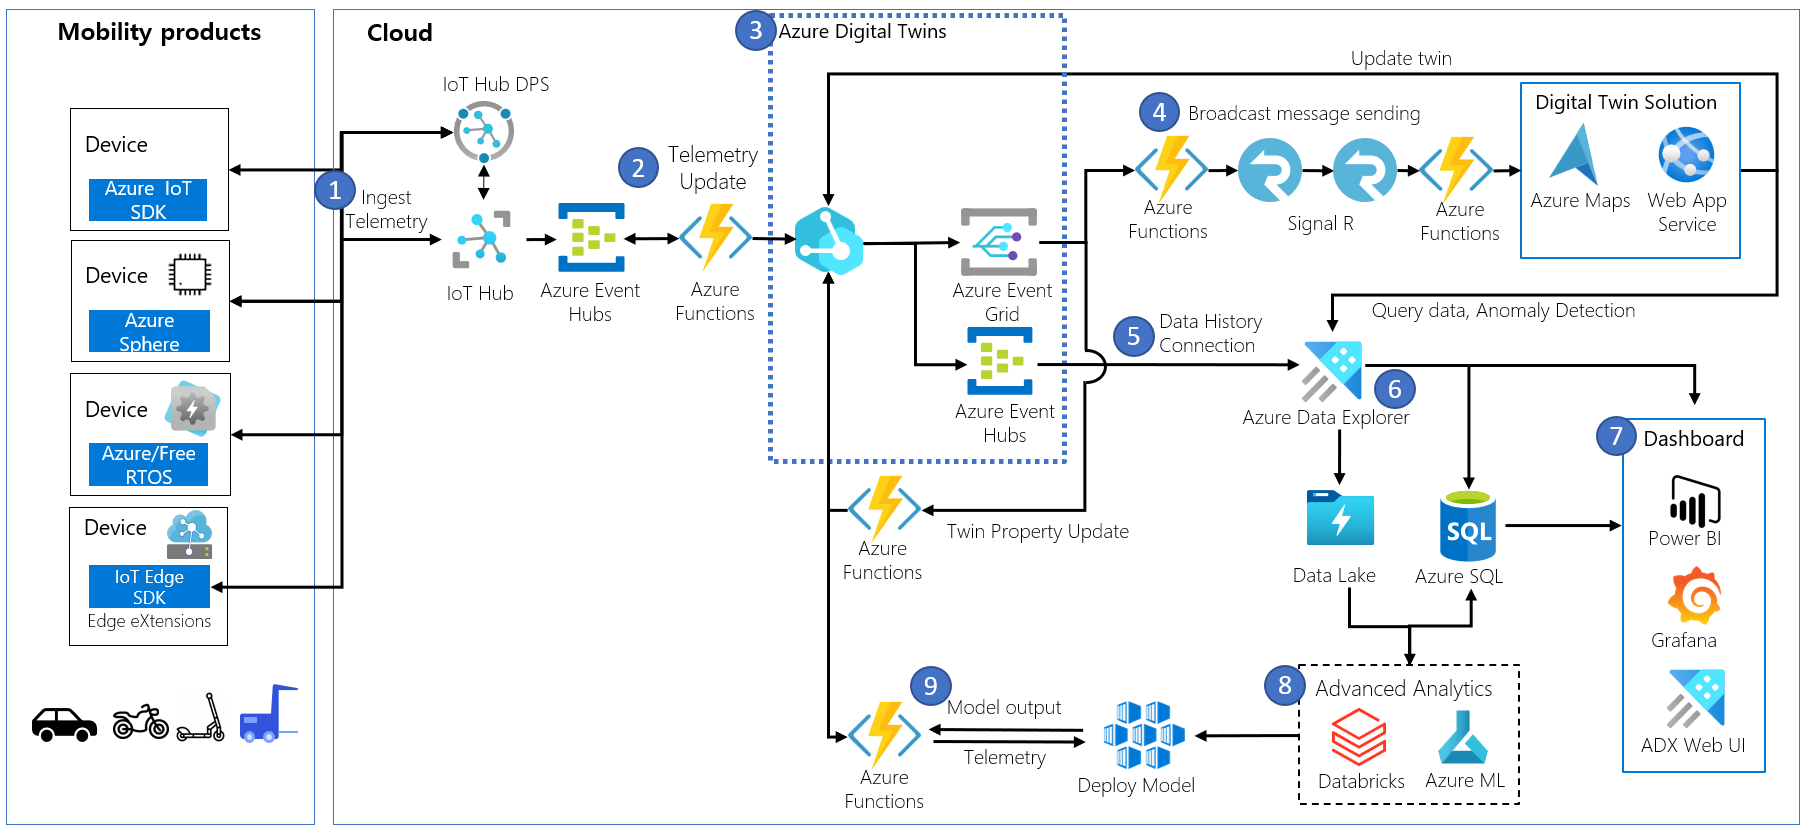 Mobility products
Device
Azure IoT
SDK
Device
Azure
Sphere
Device
Azure/Free
RTOS
Device
IoT Edge
SDK
Edge eXtensions
Cloud
1
Ingest
Telemetry
IoT Hub DPS
IoT Hub
Azure Event
Hubs
2
Telemetry
Update
Azure
Functions
3
Azure Digital Twins
Azure Event
Grid
Azure Event
Hubs
Update twin
4
Broadcast message sending
Azure
Functions
Signal R
Azure
Functions
Digital Twin Solution
Azure Maps
Web App
Service
Query data, Anomaly Detection
5
Data History
Connection
6
Azure Data Explorer
Data Lake
SQL
Azure SQL
7
Dashboard
Power BI
Grafana
ADX Web UI
Azure
Functions
Twin Property Update
8
Advanced Analytics
Databricks
Azure ML
9
Model output
Telemetry
Azure
Functions
Deploy Model